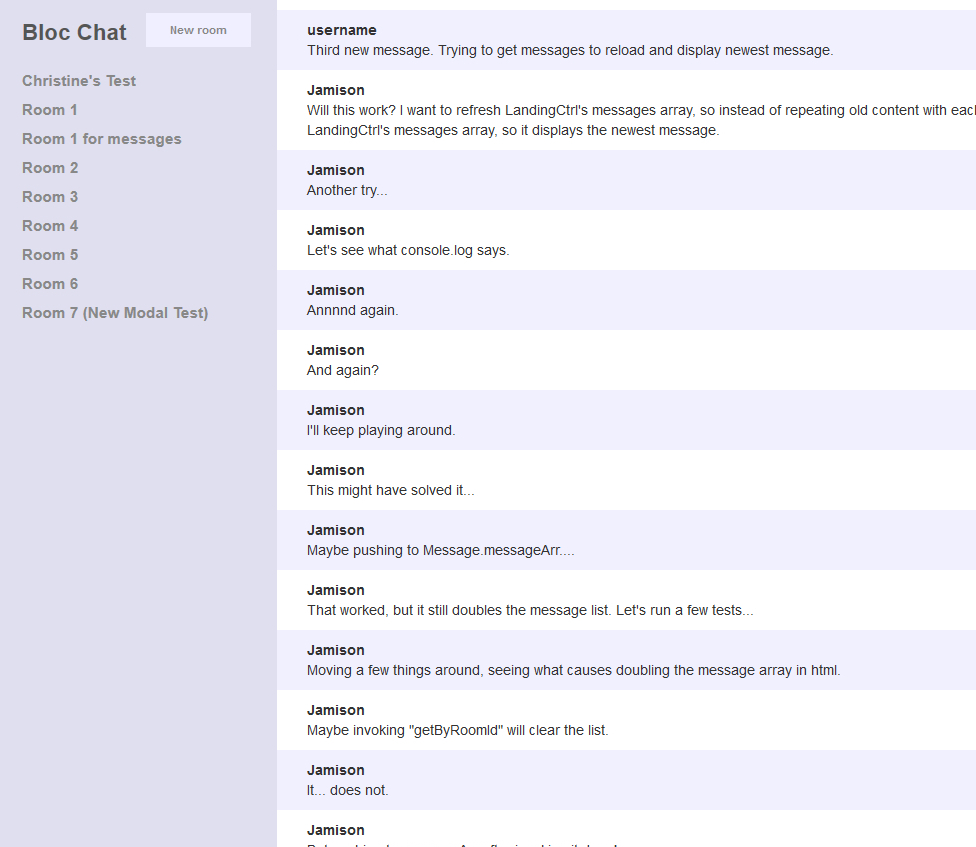 Bloc Chat
New room
Christine's Test
Room 1
Room 1 for messages
Room 2
Room 3
Room 4
Room 5
Room 6
Room 7 (New Modal Test)
username
Third new message. Trying to get messages to reload and display newest message.
Jamison
Will this work? I want to refresh LandingCtrl's messages array, so instead of repeating old content with
LandingCtrl's messages array, so it displays the newest message.
Jamison
Another try...
Jamison
Let's see what console.log says.
Jamison
Annnnd again.
Jamison
And again?
Jamison
I'll keep playing around.
Jamison
This might have solved it...
Jamison
Maybe pushing to Message.messageArr....
Jamison
That worked, but it still doubles the message list. Let's run a few tests...
Jamison
Moving a few things around, seeing what causes doubling the message array in html.
Jamison
Maybe invoking "getByRoomId" will clear the list.
Jamison
It... does not.
Jamison